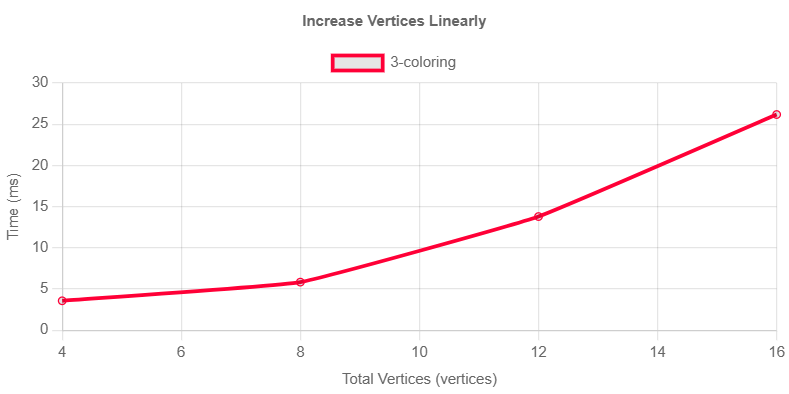 Increase Vertices Linearly
3-coloring
30
25
20
15
10
5
0
Time (ms)
4 6 8 10 12 14 16
Total Vertices (vertices)